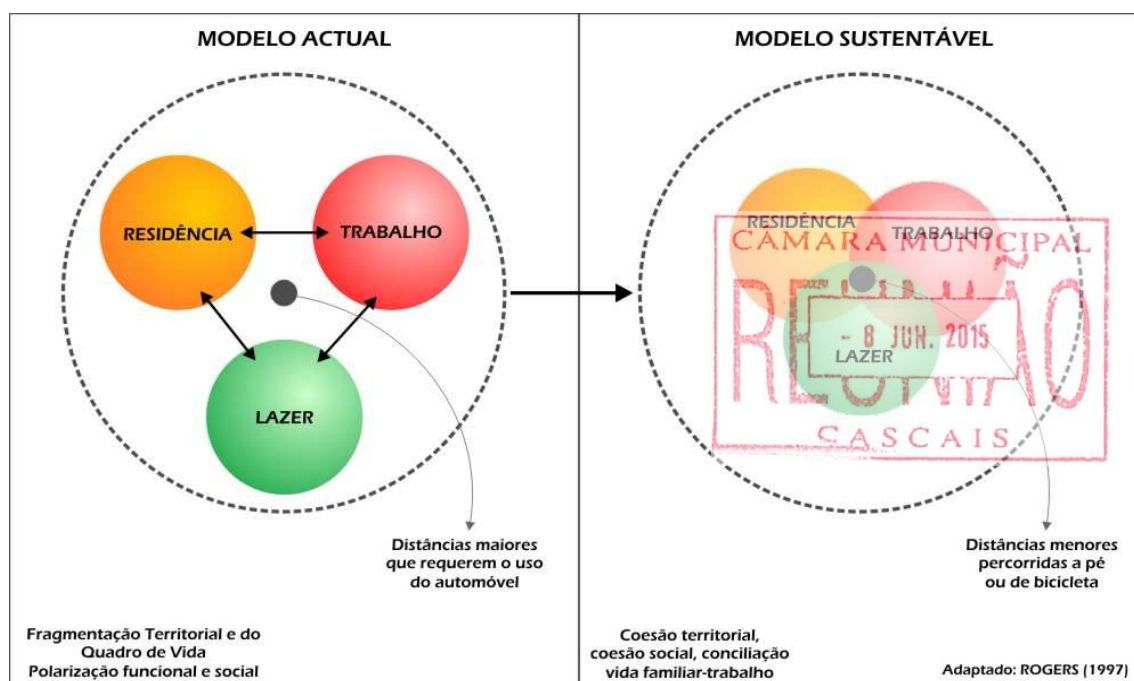 MODELO ACTUAL
RESIDÊNCIA
TRABALHO
LAZER
Distâncias maiores
que requerem o uso
do automóvel
Fragmentação Territorial e do
Quadro de Vida
Polarização funcional e social
MODELO SUSTENTÁVEL
RESIDÊNCIA
TRABALHO
CÂMARA MUNICIPAL
REUNIÃO
- 8 JUN. 2015
LAZER
CASCAIS
Distâncias menores
percorridas a pé
ou de bicicleta
Coesão territorial,
coesão social, conciliação
vida familiar-trabalho
Adaptado: ROGERS (1997)